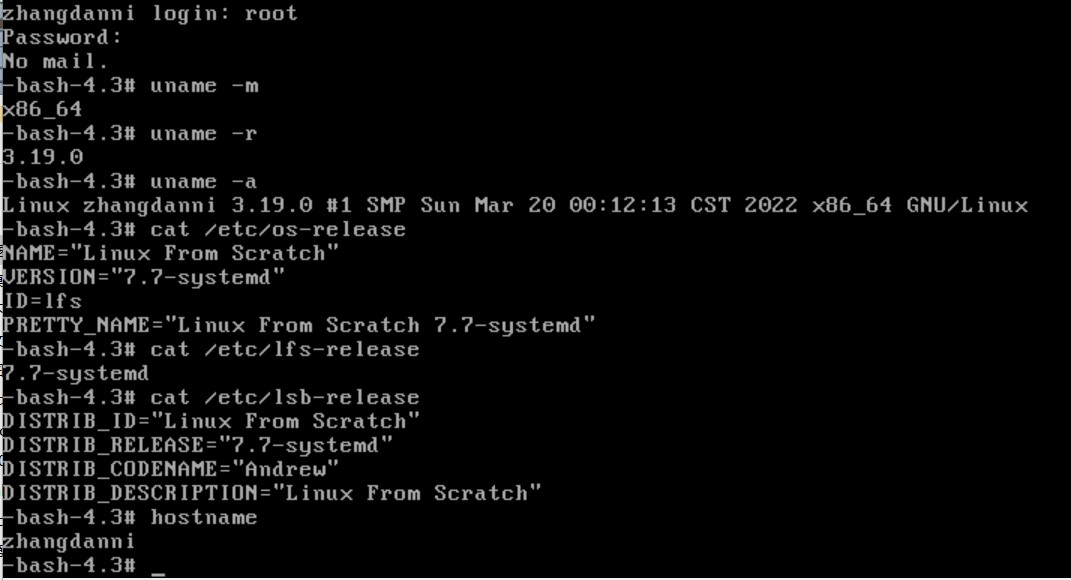 zhangdanni login: root
Password:
No mail.
-bash-4.3# uname -m
x86_64
-bash-4.3# uname -r
3.19.0
-bash-4.3# uname -a
Linux zhangdanni 3.19.0 #1 SMP Sun Mar 20 00:12:13 CST 2022 x86_64 GNU/Linux
-bash-4.3# cat /etc/os-release
NAME="Linux From Scratch"
VERSION="7.7-systemd"
ID=lfs
PRETTY_NAME="Linux From Scratch 7.7-systemd"
-bash-4.3# cat /etc/lfs-release
7.7-systemd
-bash-4.3# cat /etc/lsb-release
DISTRIB_ID="Linux From Scratch"
DISTRIB_RELEASE="7.7-systemd"
DISTRIB_CODENAME="Andrew"
DISTRIB_DESCRIPTION="Linux From Scratch"
-bash-4.3# hostname
zhangdanni
-bash-4.3# _